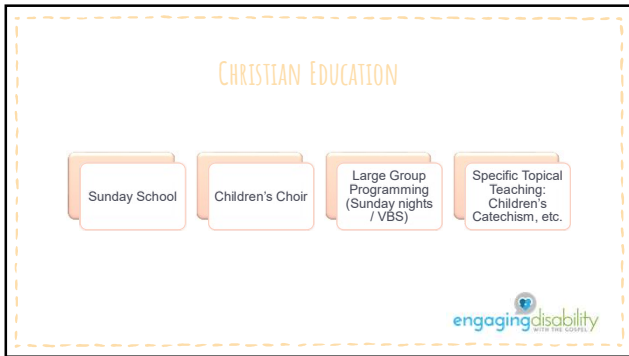 CHRISTIAN EDUCATION
Sunday School
Children's Choir
Large Group
Programming
(Sunday nights
/ VBS)
Specific Topical
Teaching:
Children's
Catechism, etc.
engagingdisability
WITH THE GOSPEL